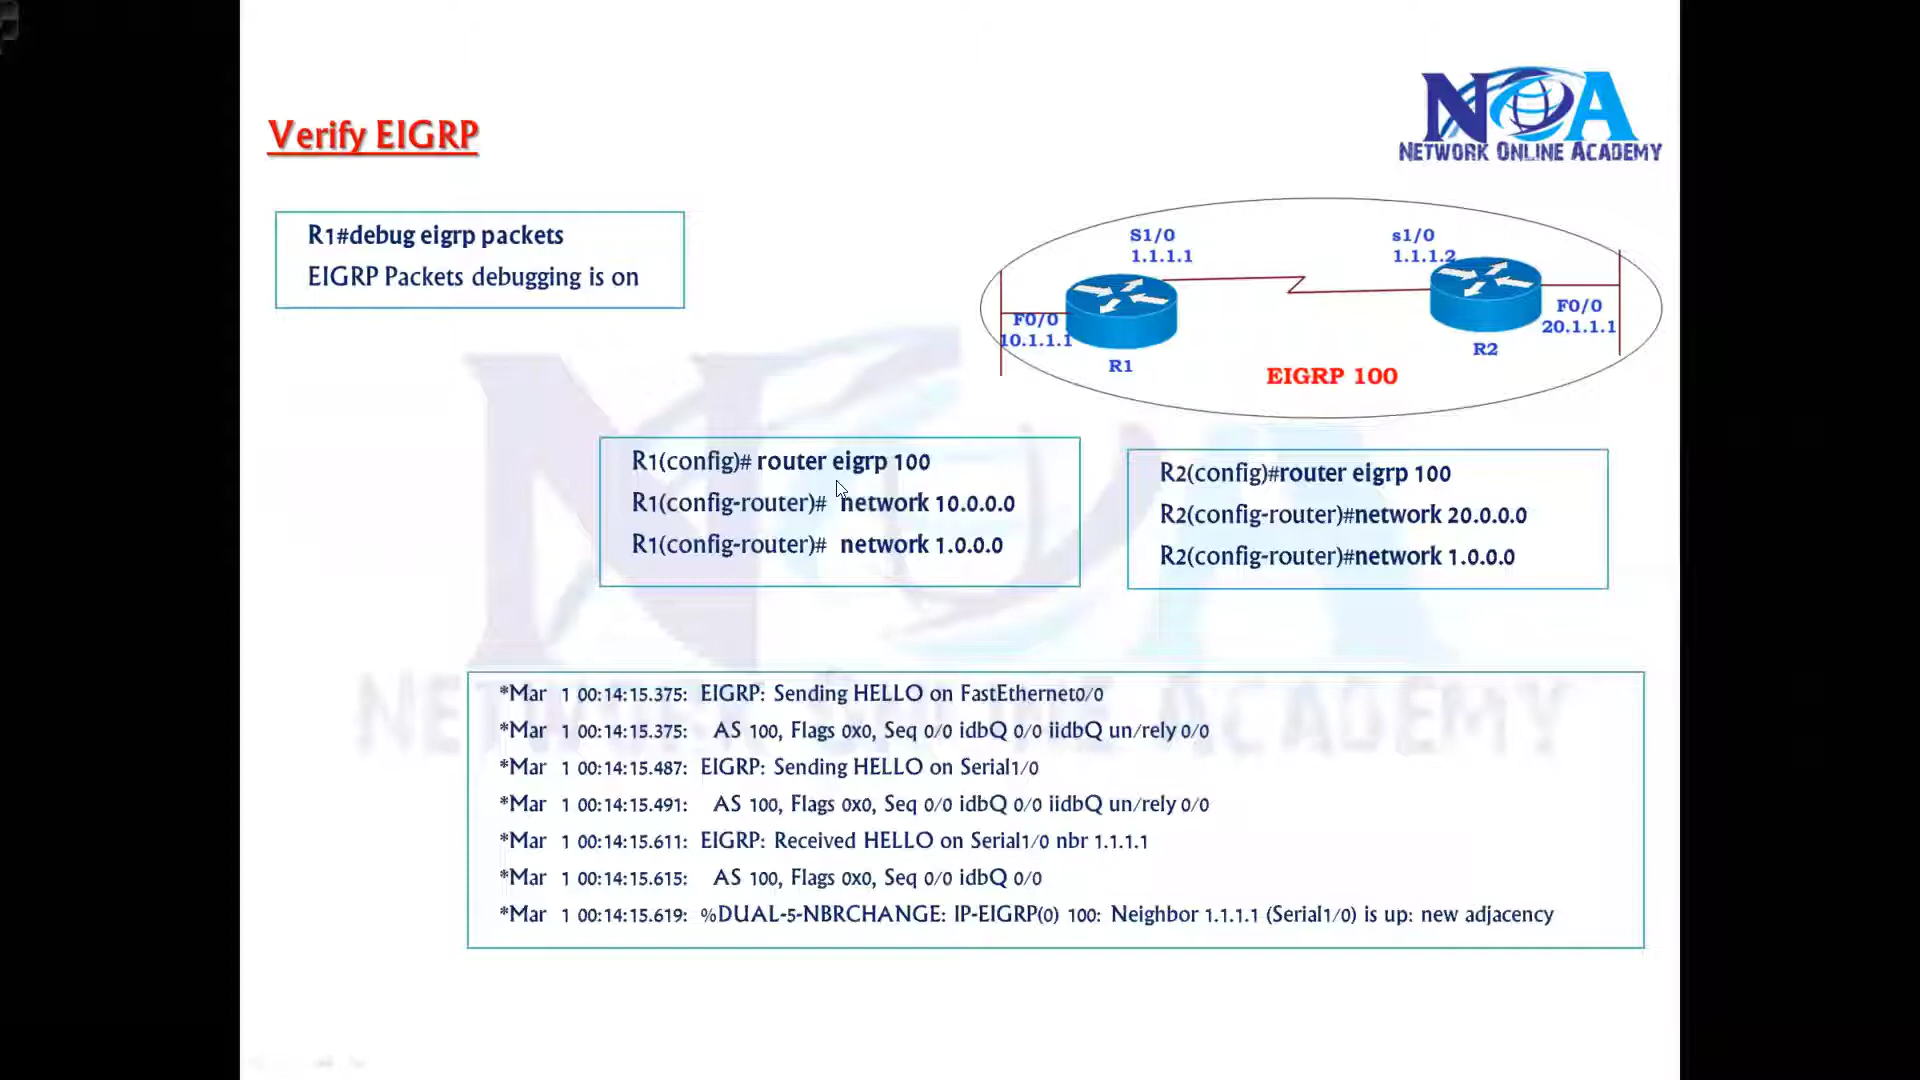 Verify EIGRP
NOA
NETWORK ONLINE ACADEMY
R1#debug eigrp packets
EIGRP Packets debugging is on
S1/0
1.1.1.1
s1/0
1.1.1.2
F0/0
10.1.1.1
F0/0
20.1.1.1
R1
R2
EIGRP 100
R1(config)# router eigrp 100
R1(config-router)# network 10.0.0.0
R1(config-router)# network 1.0.0.0
R2(config)#router eigrp 100
R2(config-router)#network 20.0.0.0
R2(config-router)#network 1.0.0.0
*Mar 1 00:14:15.375: EIGRP: Sending HELLO on FastEthernet0/0
*Mar 1 00:14:15.375: AS 100, Flags 0x0, Seq 0/0 idbQ 0/0 iidbQ un/rely 0/0
*Mar 1 00:14:15.487: EIGRP: Sending HELLO on Serial1/0
*Mar 1 00:14:15.491: AS 100, Flags 0x0, Seq 0/0 idbQ 0/0 iidbQ un/rely 0/0
*Mar 1 00:14:15.611: EIGRP: Received HELLO on Serial1/0 nbr 1.1.1.1
*Mar 1 00:14:15.615: AS 100, Flags 0x0, Seq 0/0 idbQ 0/0
*Mar 1 00:14:15.619: %DUAL-5-NBRCHANGE: IP-EIGRP(0) 100: Neighbor 1.1.1.1 (Serial1/0) is up: new adjacency
NOA
NETWORK ONLINE ACADEMY